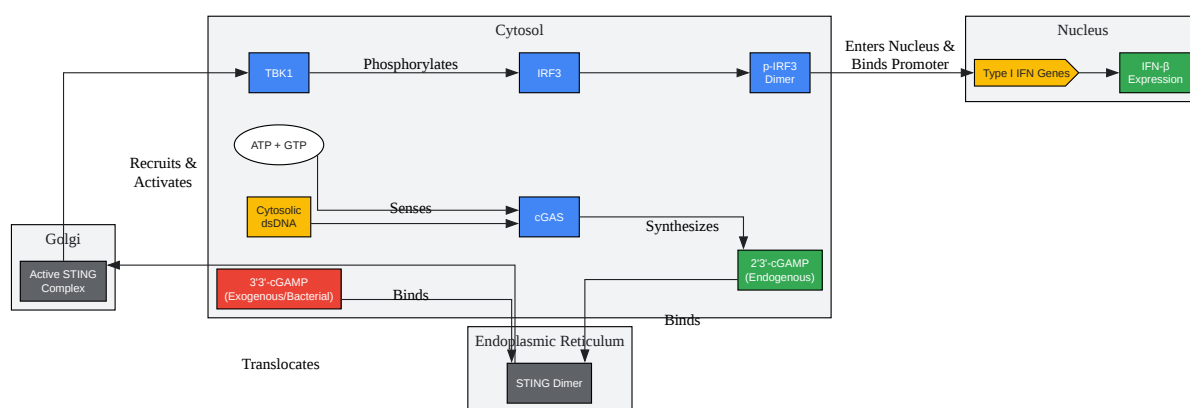 Cytosol
Nucleus
TBK1
Phosphorylates
IRF3
p-IRF3
Dimer
Enters Nucleus &
Binds Promoter
Type I IFN Genes
IFN-β
Expression
ATP + GTP
Recruits &
Activates
Cytosolic
dsDNA
Senses
cGAS
Synthesizes
Golgi
Active STING
Complex
3'3'-cGAMP
(Exogenous/Bacterial)
Binds
2'3'-cGAMP
(Endogenous)
Binds
Endoplasmic Reticulum
Translocates
STING Dimer